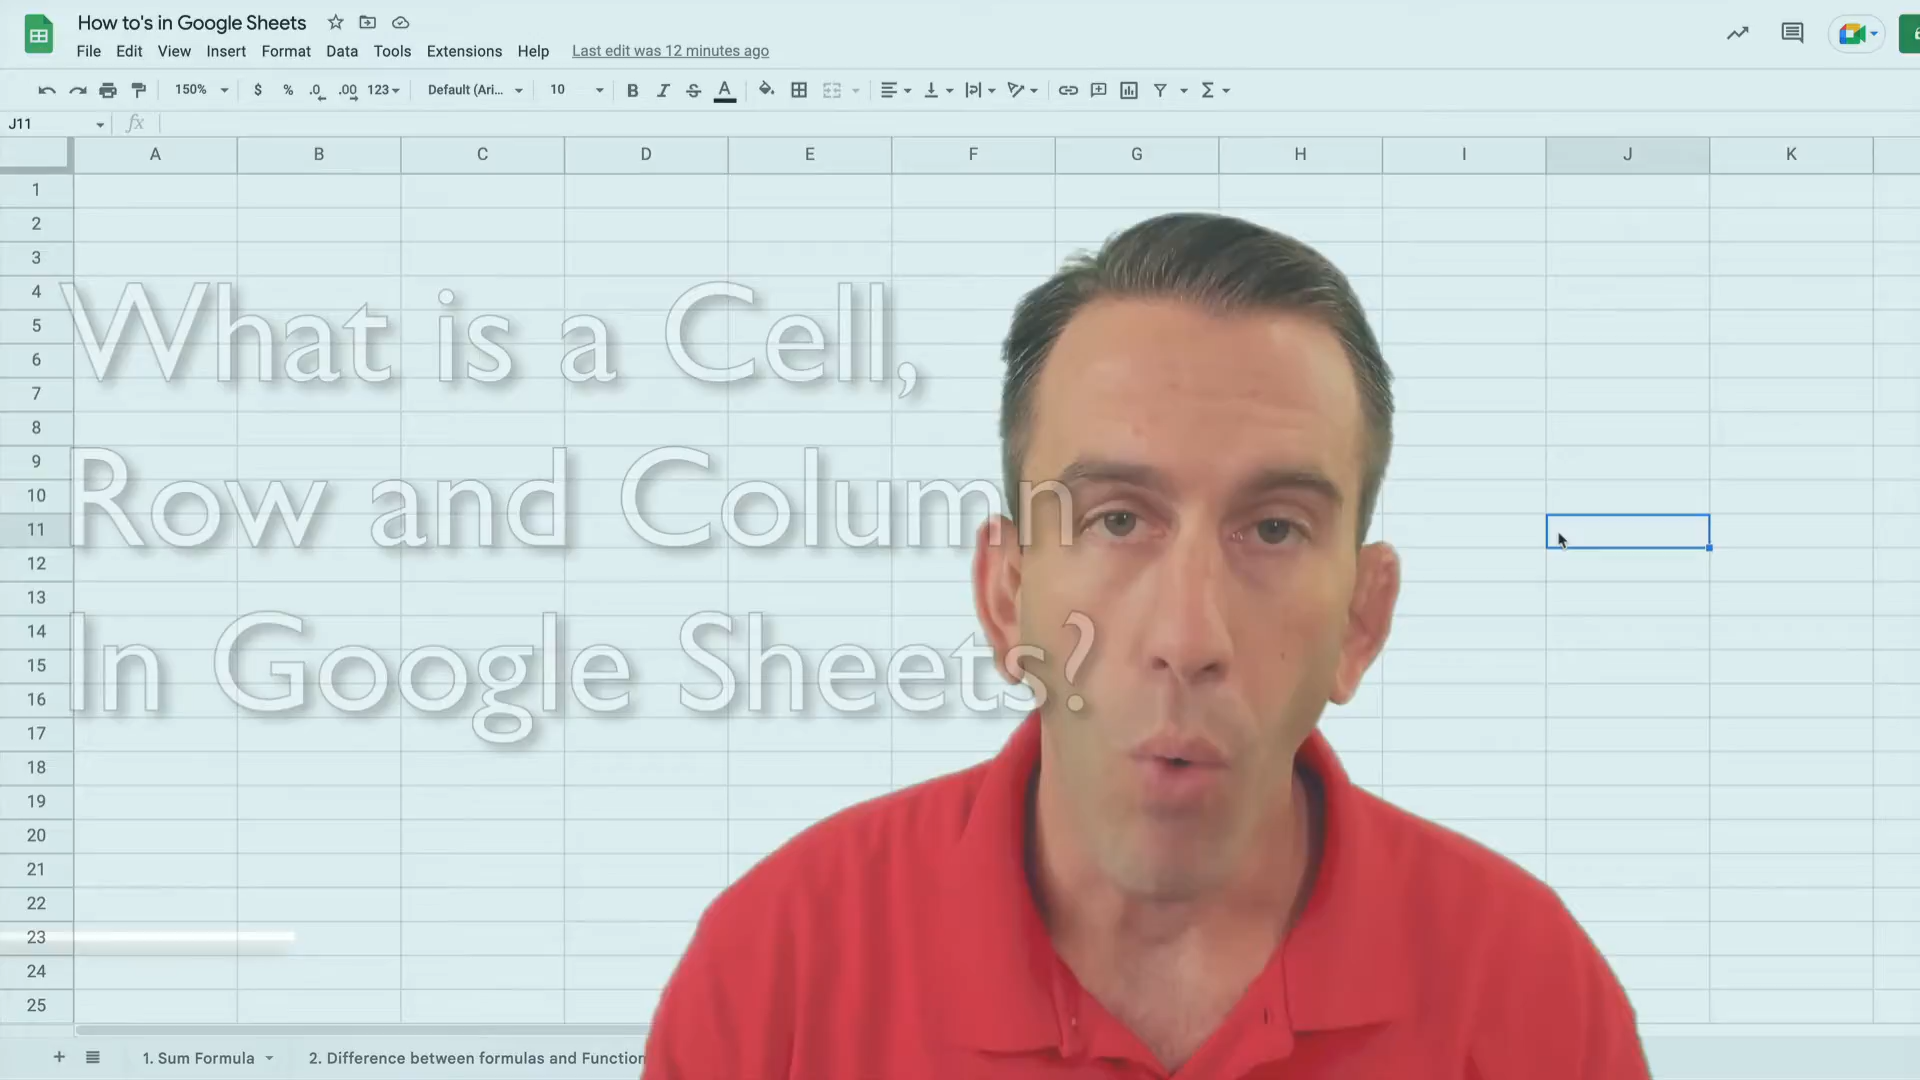 How to's in Google Sheets
File Edit View Insert Format Data Tools Extensions Help Last edit was 12 minutes ago
150% $ % .0 .00 123 Default (Ari... 10 B I S A
J11 fx
A B C D E F G H I J K
1
2
3
4
5
6
7
8
9
10
11
12
13
14
15
16
17
18
19
20
21
22
23
24
25
What is a Cell,
Row and Column
In Google Sheets?
1. Sum Formula 2. Difference between formulas and Function